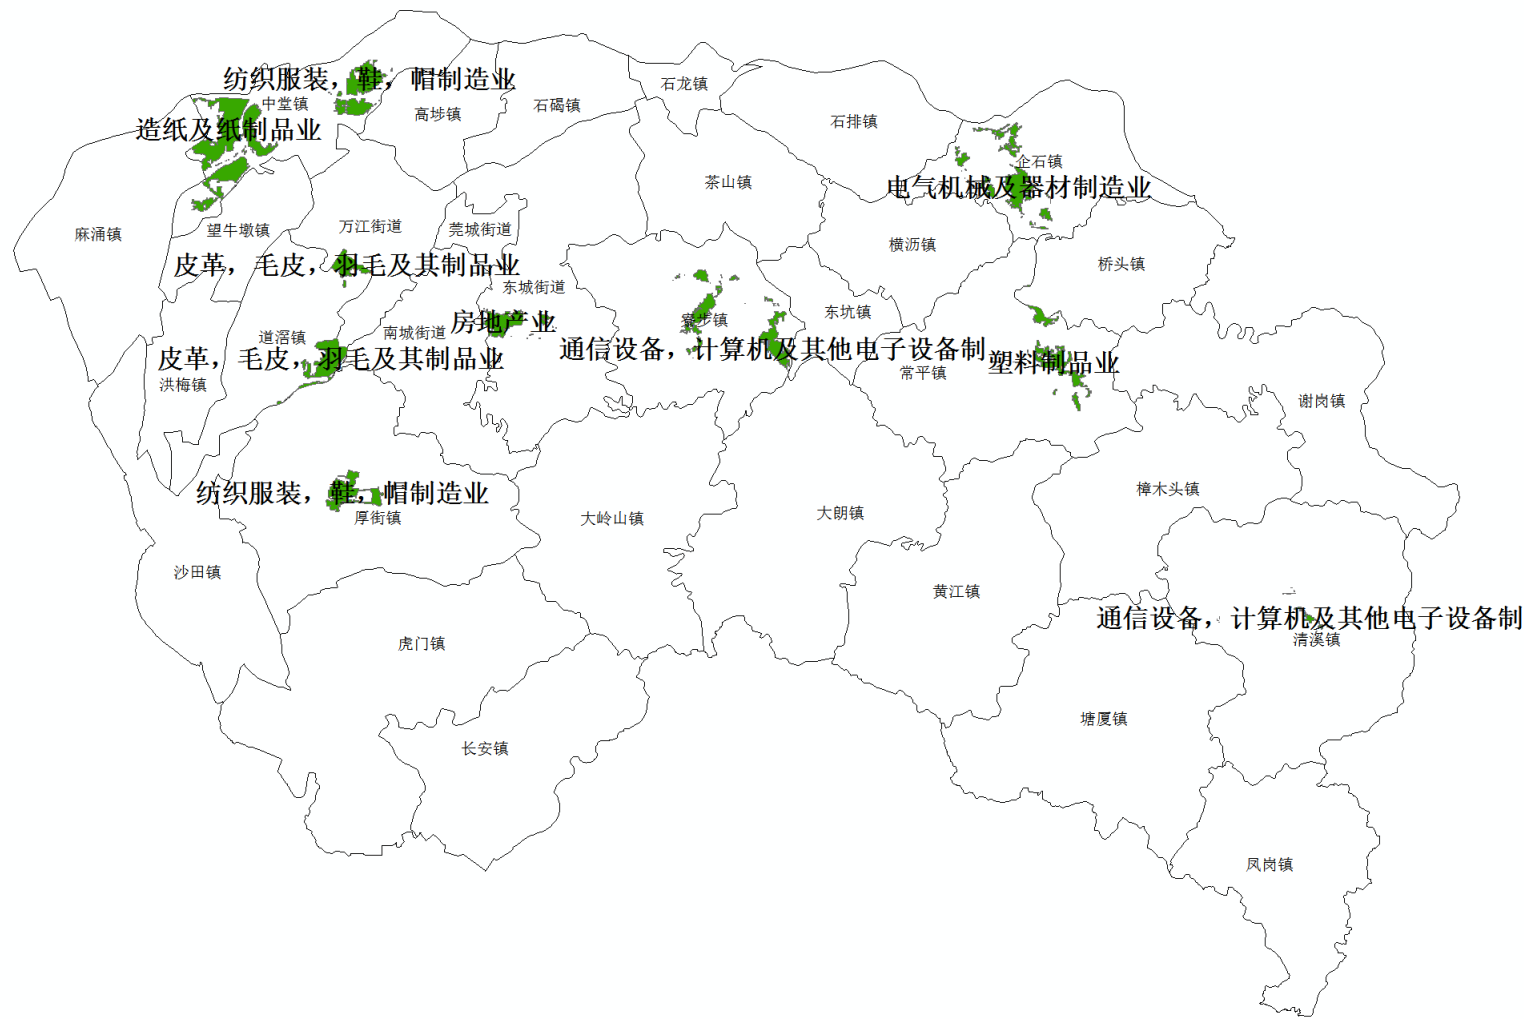 纺织服装，鞋，帽制造业
石龙镇
中堂镇
石碣镇
高埗镇
石排镇
造纸及纸制品业
企石镇
茶山镇
电气机械及器材制造业
麻涌镇
望牛墩镇
万江街道
莞城街道
横沥镇
皮革，毛皮，羽毛及其制品业
桥头镇
东城街道
房地产业
寮步镇
东坑镇
道滘镇
南城街道
皮革，毛皮，羽毛及其制品业
通信设备，计算机及其他电子设备制
塑料制品业
洪梅镇
常平镇
谢岗镇
纺织服装，鞋，帽制造业
樟木头镇
厚街镇
大岭山镇
大朗镇
沙田镇
黄江镇
通信设备，计算机及其他电子设备制
清溪镇
虎门镇
塘厦镇
长安镇
凤岗镇